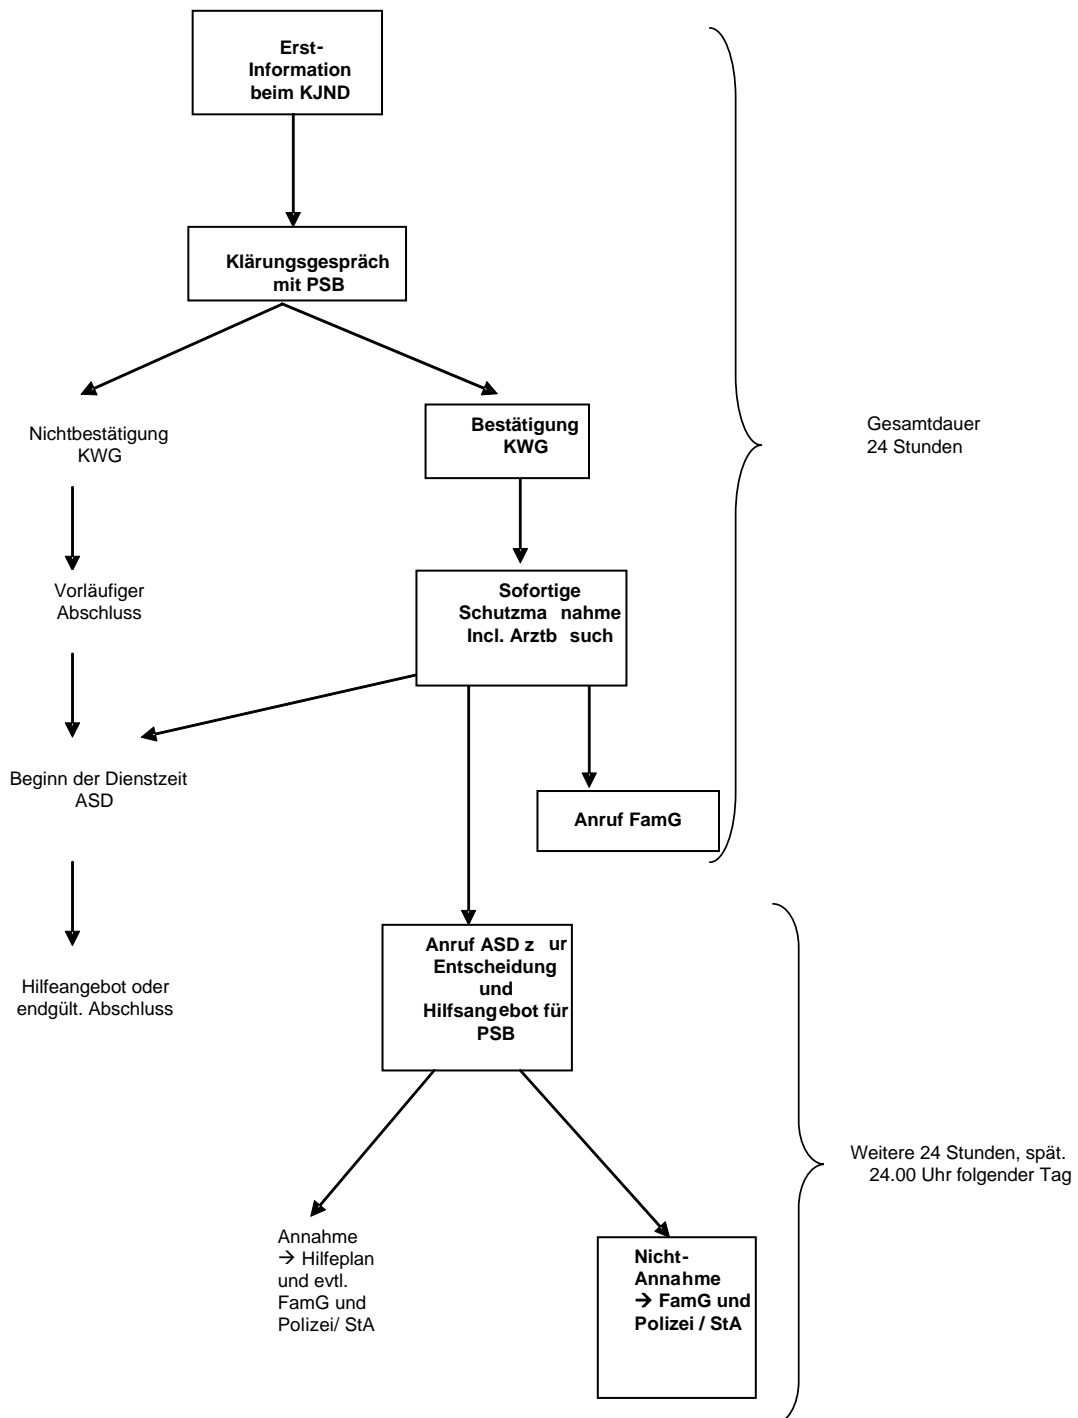 Erst-
Information
beim KJND
Klärungsgespräch
mit PSB
Nichtbestätigung
KWG
Bestätigung
KWG
Gesamtdauer
24 Stunden
Vorläufiger
Abschluss
Sofortige
Schutzma nahme
Incl. Arztb such
Beginn der Dienstzeit
ASD
Anruf FamG
Hilfeangebot oder
endgült. Abschluss
Anruf ASD z ur
Entscheidung
und
Hilfsangebot für
PSB
Weitere 24 Stunden, spät.
24.00 Uhr folgender Tag
Annahme
→ Hilfeplan
und evtl.
FamG und
Polizei/ StA
Nicht-
Annahme
→ FamG und
Polizei / StA